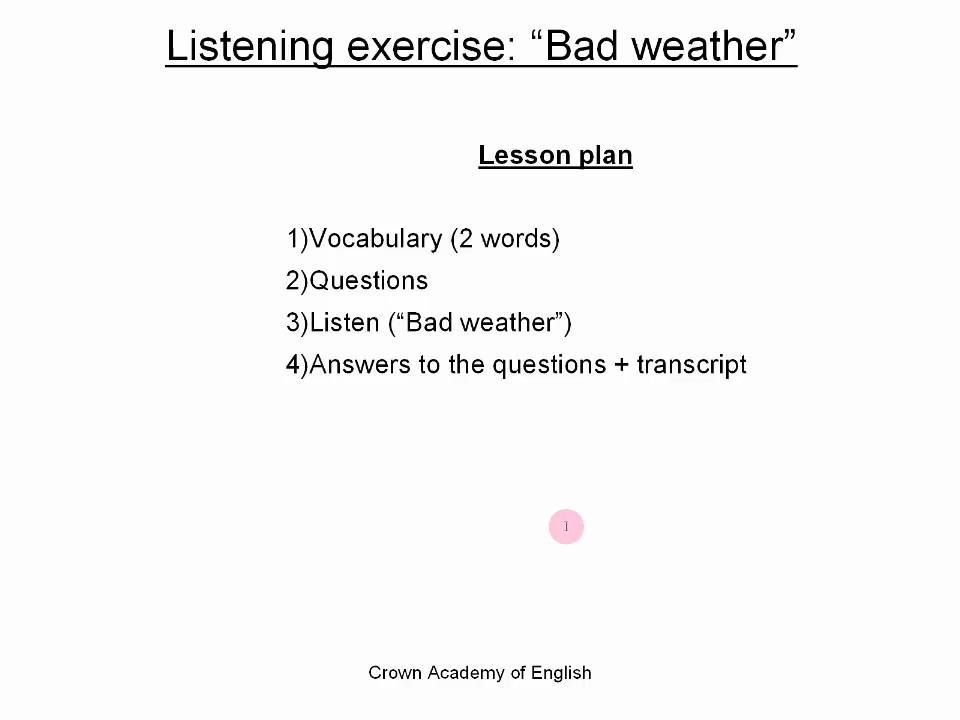 Listening exercise: “Bad weather”
Lesson plan
1)Vocabulary (2 words)
2)Questions
3)Listen (“Bad weather”)
4)Answers to the questions + transcript
Crown Academy of English